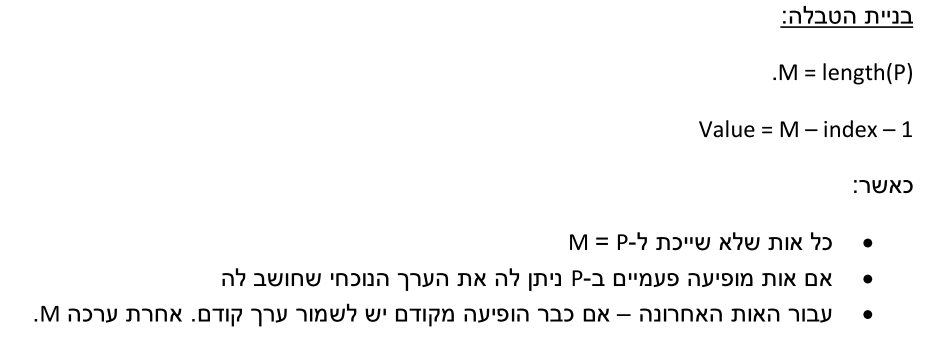 בניית הטבלה:
M = length(P).
Value = M – index – 1
כאשר:
• כל אות שלא שייכת ל-M = P
• אם אות מופיעה פעמיים ב-P ניתן לה את הערך הנוכחי שחושב לה
• עבור האות האחרונה – אם כבר הופיעה מקודם יש לשמור ערך קודם. אחרת ערכה M.